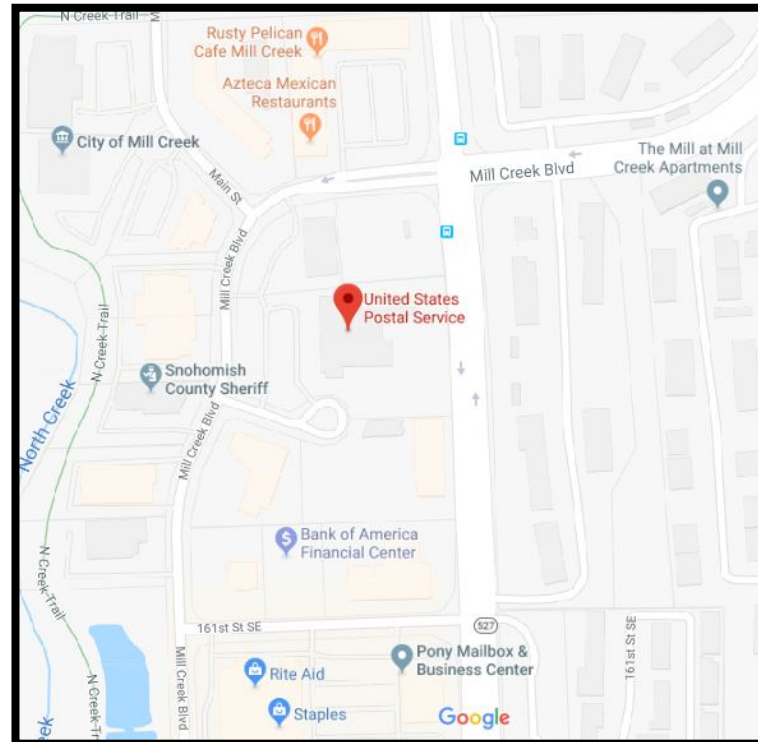 N Creek Trail
M
Rusty Pelican
Cafe Mill Creek
Azteca Mexican
Restaurants
City of Mill Creek
Main St
Mill Creek Blvd
The Mill at Mill
Creek Apartments
Mill Creek Blvd
N Creek Trail
United States
Postal Service
Snohomish
County Sheriff
North Creek
Mill Creek Blvd
Bank of America
Financial Center
N Creek Trail
161st St SE
527
Pony Mailbox &
Business Center
161st St SE
Mill Creek Blvd
Rite Aid
N Creek Trail
Staples
Google
eek